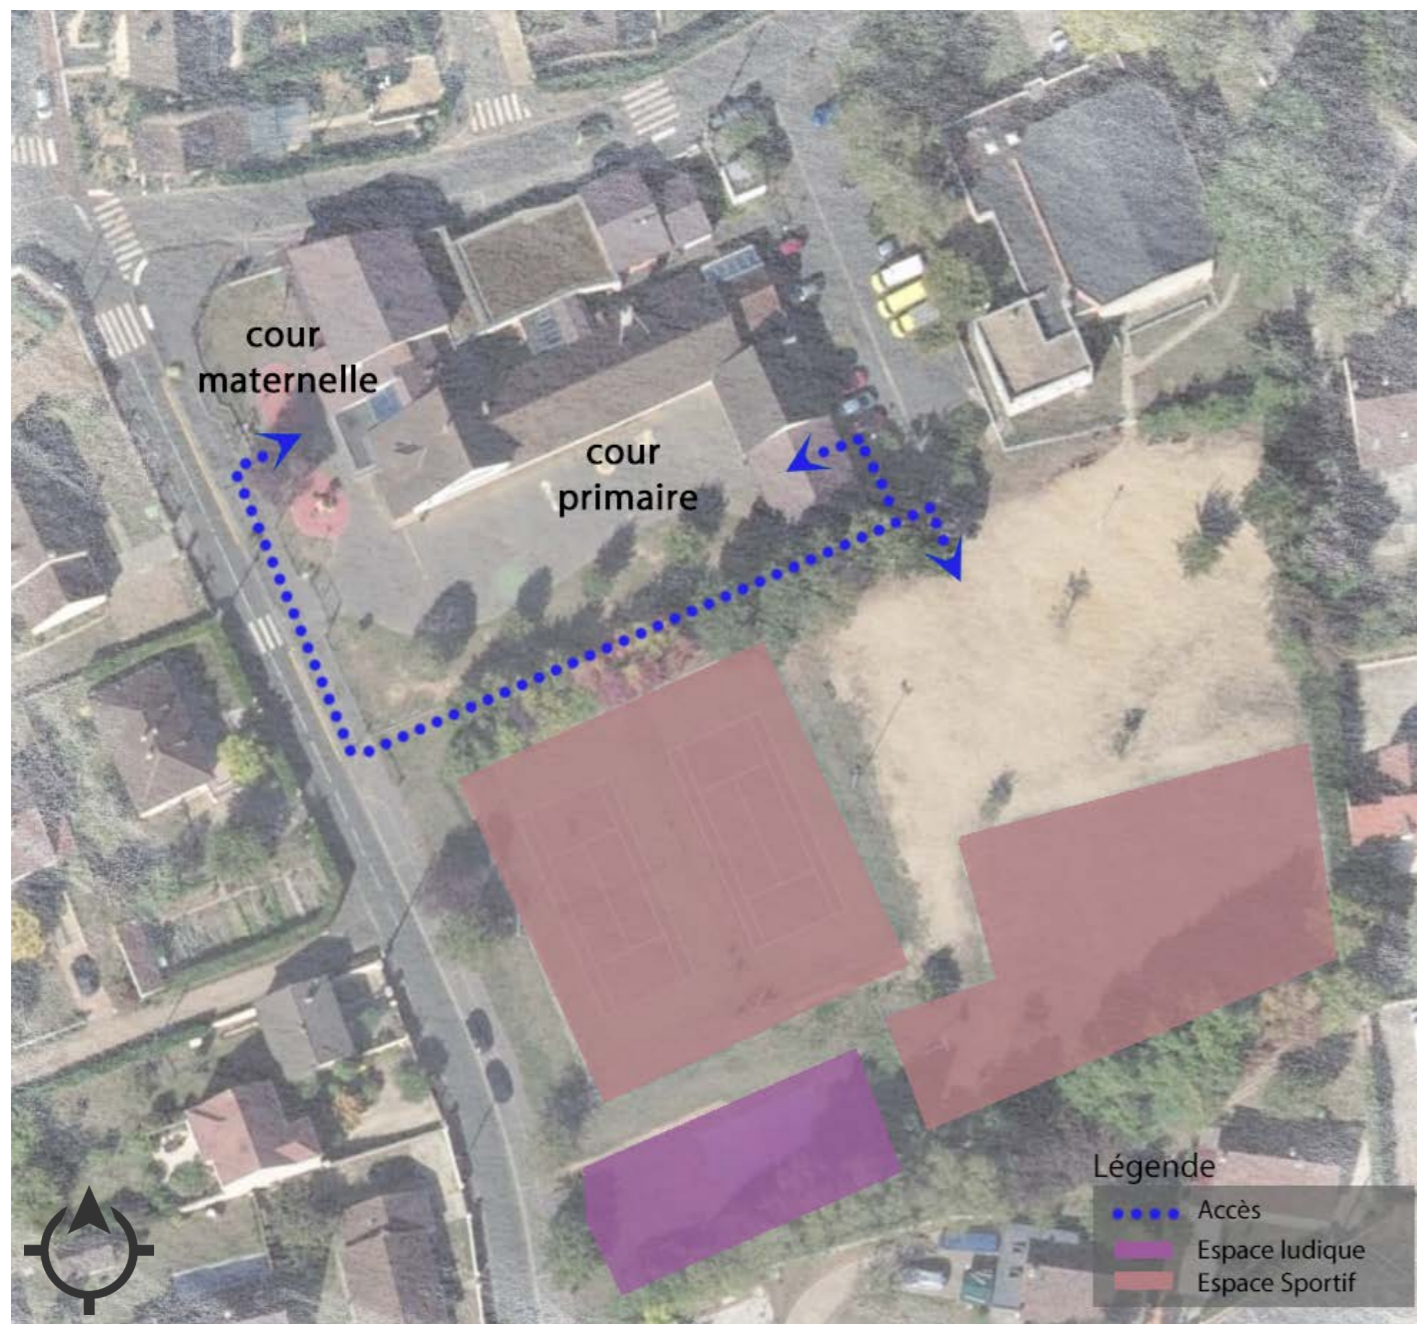 cour
maternelle
cour
primaire
Légende
Accès
Espace ludique
Espace Sportif